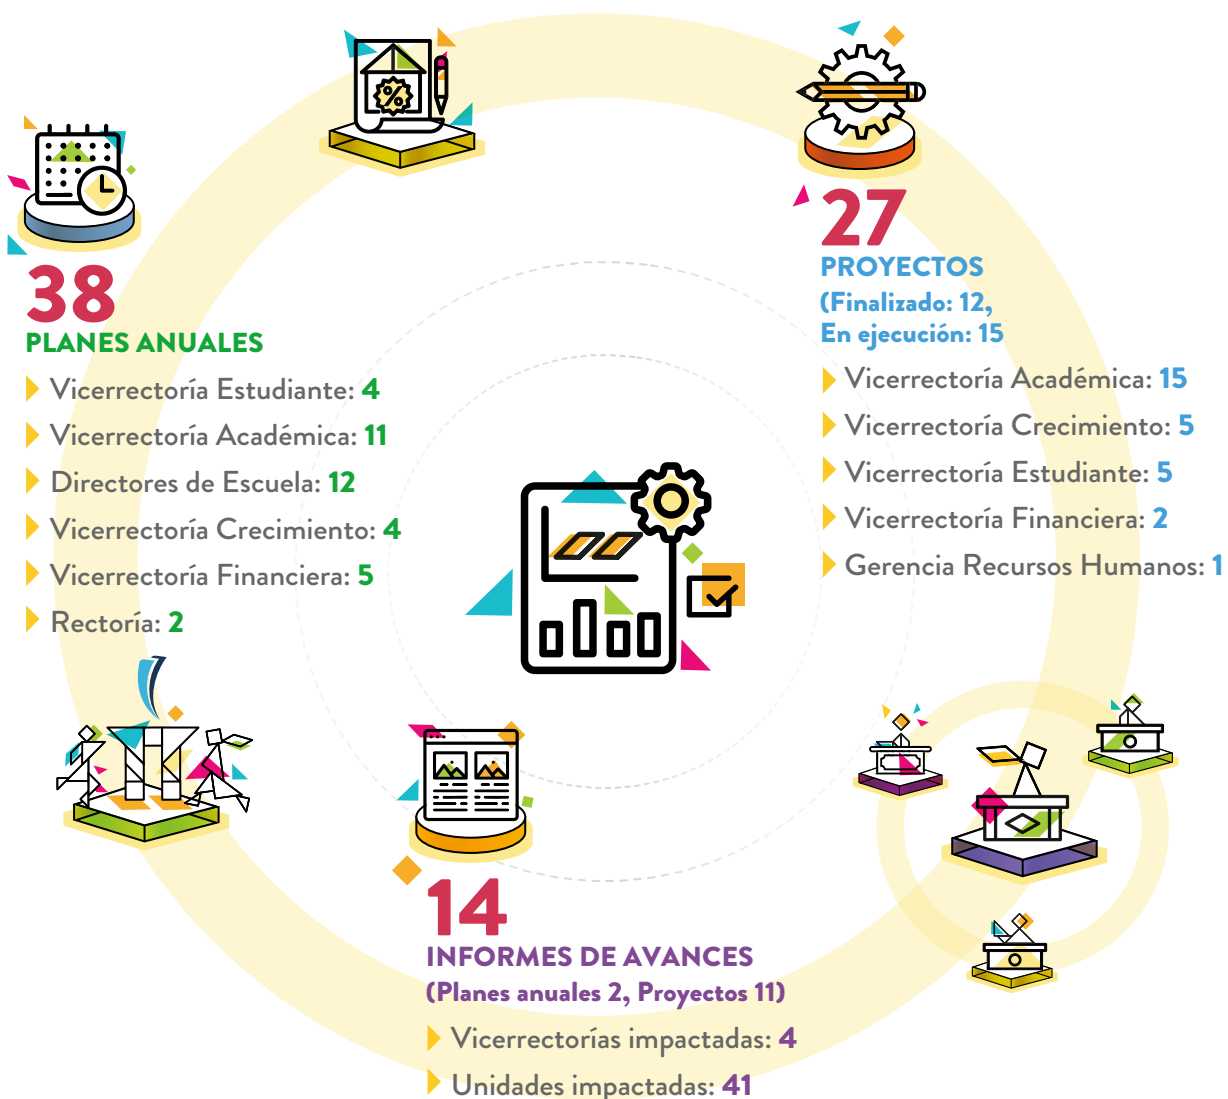 38
PLANES ANUALES
Vicerrectoría Estudiante: 4
Vicerrectoría Académica: 11
Directores de Escuela: 12
Vicerrectoría Crecimiento: 4
Vicerrectoría Financiera: 5
Rectoría: 2
27
PROYECTOS
(Finalizado: 12,
En ejecución: 15
Vicerrectoría Académica: 15
Vicerrectoría Crecimiento: 5
Vicerrectoría Estudiante: 5
Vicerrectoría Financiera: 2
Gerencia Recursos Humanos: 1
14
INFORMES DE AVANCES
(Planes anuales 2, Proyectos 11)
Vicerrectorías impactadas: 4
Unidades impactadas: 41